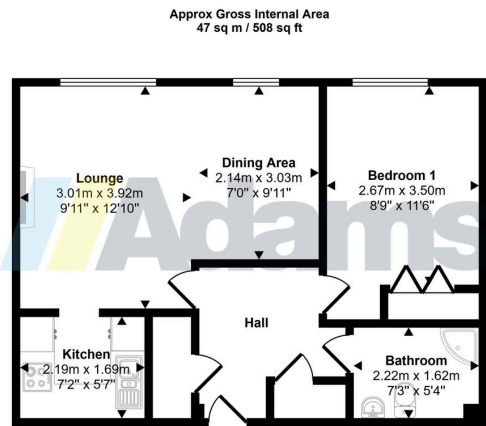 Approx Gross Internal Area
47 sq m / 508 sq ft
Lounge
3.01m x 3.92m
9'11" x 12'10"
Dining Area
2.14m x 3.03m
7'0" x 9'11"
Bedroom 1
2.67m x 3.50m
8'9" x 11'6"
Adams
Hall
Kitchen
2.19m x 1.69m
7'2" x 5'7"
Bathroom
2.22m x 1.62m
7'3" x 5'4"